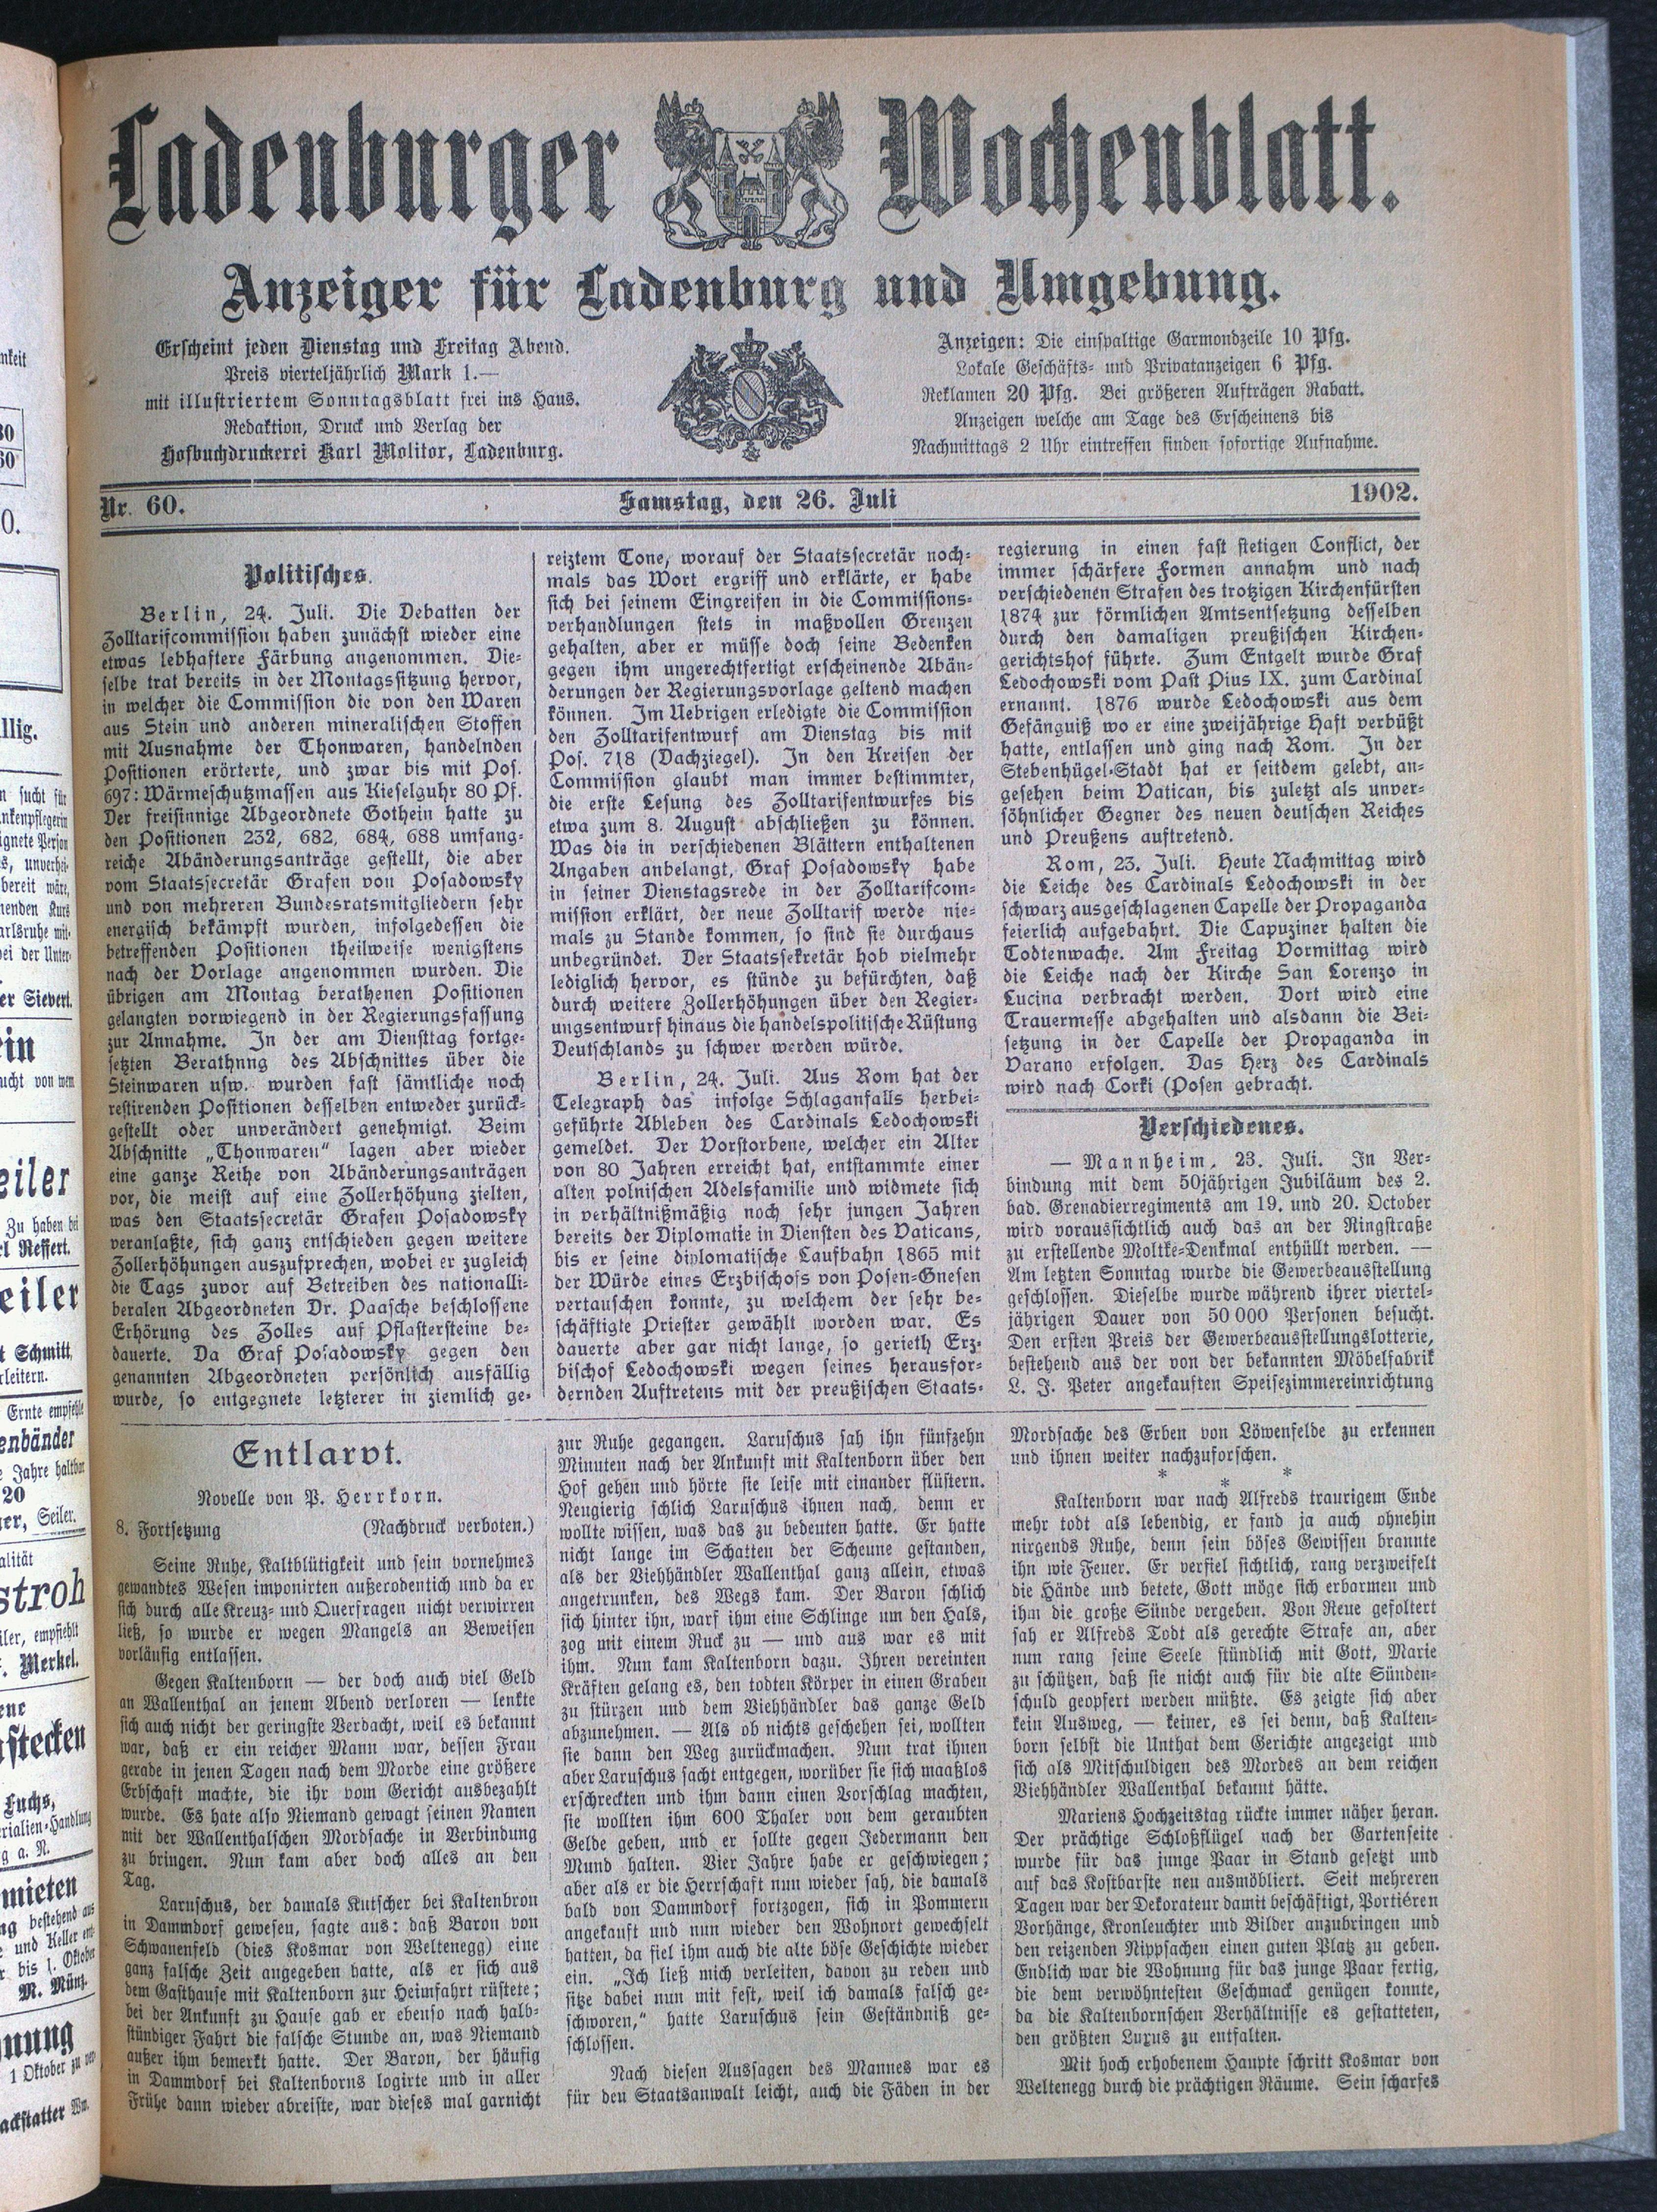 Ladenburger Wochenblatt.
Anzeiger für Ladenburg und Umgebung.
Erscheint jeden Dienstag und Freitag Abend.
Preis vierteljährlich Mark 1.—
mit illustriertem Sonntagsblatt frei ins Haus.
Redaktion, Druck und Verlag der
Hofbuchdruckerei Karl Molitor, Ladenburg.
Anzeigen: Die einspaltige Garmondzeile 10 Pfg.
Lokale Geschäfts- und Privatanzeigen 6 Pfg.
Reklamen 20 Pfg. Bei größeren Aufträgen Rabatt.
Anzeigen welche am Tage des Erscheinens bis
Nachmittags 2 Uhr eintreffen finden sofortige Aufnahme.
Nr. 60. Samstag, den 26. Juli 1902.
Politisches.
Berlin, 24. Juli. Die Debatten der
Zolltarifcommission haben zunächst wieder eine
etwas lebhaftere Färbung angenommen. Die-
selbe trat bereits in der Montagssitzung hervor,
in welcher die Commission die von den Waren
aus Stein und anderen mineralischen Stoffen
mit Ausnahme der Thonwaren, handelnden
Positionen erörterte, und zwar bis mit Pos.
697: Wärmeschutzmassen aus Kieselguhr 80 Pf.
Der freisinnige Abgeordnete Gothein hatte zu
den Positionen 232, 682, 684, 688 umfang-
reiche Abänderungsanträge gestellt, die aber
vom Staatssecretär Grafen von Posadowsky
und von mehreren Bundesratsmitgliedern sehr
energisch bekämpft wurden, infolgedessen die
betreffenden Positionen theilweise wenigstens
nach der Vorlage angenommen wurden. Die
übrigen am Montag berathenen Positionen
gelangten vorwiegend in der Regierungsfassung
zur Annahme. In der am Diensttag fortge-
setzten Berathnng des Abschnittes über die
Steinwaren usw. wurden fast sämtliche noch
restirenden Positionen desselben entweder zurück-
gestellt oder unverändert genehmigt. Beim
Abschnitte „Thonwaren“ lagen aber wieder
eine ganze Reihe von Abänderungsanträgen
vor, die meist auf eine Zollerhöhung zielten,
was den Staatssecretär Grafen Posadowsky
veranlaßte, sich ganz entschieden gegen weitere
Zollerhöhungen auszusprechen, wobei er zugleich
die Tags zuvor auf Betreiben des nationalli-
beralen Abgeordneten Dr. Paasche beschlossene
Erhörung des Zolles auf Pflastersteine be-
dauerte. Da Graf Posadowsky gegen den
genannten Abgeordneten persönlich ausfällig
wurde, so entgegnete letzterer in ziemlich ge-
reiztem Tone, worauf der Staatssecretär noch-
mals das Wort ergriff und erklärte, er habe
sich bei seinem Eingreifen in die Commissions-
verhandlungen stets in maßvollen Grenzen
gehalten, aber er müsse doch seine Bedenken
gegen ihm ungerechtfertigt erscheinende Abän-
derungen der Regierungsvorlage geltend machen
können. Im Uebrigen erledigte die Commission
den Zolltarifentwurf am Dienstag bis mit
Pos. 718 (Dachziegel). In den Kreisen der
Commission glaubt man immer bestimmter,
die erste Lesung des Zolltarifentwurfes bis
etwa zum 8. August abschließen zu können.
Was die in verschiedenen Blättern enthaltenen
Angaben anbelangt, Graf Posadowsky habe
in seiner Dienstagsrede in der Zolltarifcom-
mission erklärt, der neue Zolltarif werde nie-
mals zu Stande kommen, so sind sie durchaus
unbegründet. Der Staatssekretär hob vielmehr
lediglich hervor, es stünde zu befürchten, daß
durch weitere Zollerhöhungen über den Regier-
ungsentwurf hinaus die handelspolitische Rüstung
Deutschlands zu schwer werden würde.
Berlin, 24. Juli. Aus Rom hat der
Telegraph das infolge Schlaganfalls herbei-
geführte Ableben des Cardinals Ledochowski
gemeldet. Der Vorstorbene, welcher ein Alter
von 80 Jahren erreicht hat, entstammte einer
alten polnischen Adelsfamilie und widmete sich
in verhältnißmäßig noch sehr jungen Jahren
bereits der Diplomatie in Diensten des Vaticans,
bis er seine diplomatische Laufbahn 1865 mit
der Würde eines Erzbischofs von Posen-Gnesen
vertauschen konnte, zu welchem der sehr be-
schäftigte Priester gewählt worden war. Es
dauerte aber gar nicht lange, so gerieth Erz-
bischof Ledochowski wegen seines herausfor-
dernden Auftretens mit der preußischen Staats-
regierung in einen fast stetigen Conflict, der
immer schärfere Formen annahm und nach
verschiedenen Strafen des trotzigen Kirchenfürsten
1874 zur förmlichen Amtsentsetzung desselben
durch den damaligen preußischen Kirchen-
gerichtshof führte. Zum Entgelt wurde Graf
Ledochowski vom Past Pius IX. zum Cardinal
ernannt. 1876 wurde Ledochowski aus dem
Gefänguiß wo er eine zweijährige Haft verbüßt
hatte, entlassen und ging nach Rom. In der
Stebenhügel-Stadt hat er seitdem gelebt, an-
gesehen beim Vatican, bis zuletzt als unver-
söhnlicher Gegner des neuen deutschen Reiches
und Preußens auftretend.
Rom, 23. Juli. Heute Nachmittag wird
die Leiche des Cardinals Ledochowski in der
schwarz ausgeschlagenen Capelle der Propaganda
feierlich aufgebahrt. Die Capuziner halten die
Todtenwache. Am Freitag Vormittag wird
die Leiche nach der Kirche San Lorenzo in
Lucina verbracht werden. Dort wird eine
Trauermesse abgehalten und alsdann die Bei-
setzung in der Capelle der Propaganda in
Varano erfolgen. Das Herz des Cardinals
wird nach Corki (Posen gebracht.
Verschiedenes.
— Mannheim, 23. Juli. In Ver-
bindung mit dem 50jährigen Jubiläum des 2.
bad. Grenadierregiments am 19. und 20. October
wird voraussichtlich auch das an der Ringstraße
zu erstellende Moltke-Denkmal enthüllt werden. —
Am letzten Sonntag wurde die Gewerbeausstellung
geschlossen. Dieselbe wurde während ihrer viertel-
jährigen Dauer von 50 000 Personen besucht.
Den ersten Preis der Gewerbeausstellungslotterie,
bestehend aus der von der bekannten Möbelfabrik
L. J. Peter angekauften Speisezimmereinrichtung
Entlarvt.
Novelle von P. Herrkorn.
8. Fortsetzung (Nachdruck verboten.)
Seine Ruhe, Kaltblütigkeit und sein vornehmes
gewandtes Wesen imponirten außerodentich und da er
sich durch alle Kreuz- und Querfragen nicht verwirren
ließ, so wurde er wegen Mangels an Beweisen
vorläufig entlassen.
Gegen Kaltenborn — der doch auch viel Geld
an Wallenthal an jenem Abend verloren — lenkte
sich auch nicht der geringste Verdacht, weil es bekannt
war, daß er ein reicher Mann war, dessen Frau
gerade in jenen Tagen nach dem Morde eine größere
Erbschaft machte, die ihr vom Gericht ausbezahlt
wurde. Es hate also Niemand gewagt seinen Namen
mit der Wallenthalschen Mordsache in Verbindung
zu bringen. Nun kam aber doch alles an den
Tag.
Laruschus, der damals Kutscher bei Kaltenbron
in Dammdorf gewesen, sagte aus: daß Baron von
Schwanenfeld (dies Kosmar von Weltenegg) eine
ganz falsche Zeit angegeben hatte, als er sich aus
dem Gasthause mit Kaltenborn zur Heimfahrt rüstete;
bei der Ankunft zu Hause gab er ebenso nach halb-
stündiger Fahrt die falsche Stunde an, was Niemand
außer ihm bemerkt hatte. Der Baron, der häufig
in Dammdorf bei Kaltenborns logirte und in aller
Frühe dann wieder abreiste, war dieses mal garnicht
zur Ruhe gegangen. Laruschus sah ihn fünfzehn
Minuten nach der Ankunft mit Kaltenborn über den
Hof gehen und hörte sie leise mit einander flüstern.
Neugierig schlich Laruschus ihnen nach, denn er
wollte wissen, was das zu bedeuten hatte. Er hatte
nicht lange im Schatten der Scheune gestanden,
als der Viehhändler Wallenthal ganz allein, etwas
angetrunken, des Wegs kam. Der Baron schlich
sich hinter ihn, warf ihm eine Schlinge um den Hals,
zog mit einem Ruck zu — und aus war es mit
ihm. Nun kam Kaltenborn dazu. Ihren vereinten
Kräften gelang es, den todten Körper in einen Graben
zu stürzen und dem Viehhändler das ganze Geld
abzunehmen. — Als ob nichts geschehen sei, wollten
sie dann den Weg zurückmachen. Nun trat ihnen
aber Laruschus sacht entgegen, worüber sie sich maaßlos
erschreckten und ihm dann einen Vorschlag machten,
sie wollten ihm 600 Thaler von dem geraubten
Gelde geben, und er sollte gegen Jedermann den
Mund halten. Vier Jahre habe er geschwiegen;
aber als er die Herrschaft nun wieder sah, die damals
bald von Dammdorf fortzogen, sich in Pommern
angekauft und nun wieder den Wohnort gewechselt
hatten, da fiel ihm auch die alte böse Geschichte wieder
ein. „Ich ließ mich verleiten, davon zu reden und
sitze dabei nun mit fest, weil ich damals falsch ge-
schworen,“ hatte Laruschus sein Geständniß ge-
schlossen.
Nach diesen Aussagen des Mannes war es
für den Staatsanwalt leicht, auch die Fäden in der
Mordsache des Erben von Löwenfelde zu erkennen
und ihnen weiter nachzuforschen.
* * *
Kaltenborn war nach Alfreds traurigem Ende
mehr todt als lebendig, er fand ja auch ohnehin
nirgends Ruhe, denn sein böses Gewissen brannte
ihn wie Feuer. Er verfiel sichtlich, rang verzweifelt
die Hände und betete, Gott möge sich erbarmen und
ihm die große Sünde vergeben. Von Reue gefoltert
sah er Alfreds Todt als gerechte Strafe an, aber
nun rang seine Seele stündlich mit Gott, Marie
zu schützen, daß sie nicht auch für die alte Sünden-
schuld geopfert werden müßte. Es zeigte sich aber
kein Ausweg, — keiner, es sei denn, daß Kalten-
born selbst die Unthat dem Gerichte angezeigt und
sich als Mitschuldigen des Mordes an dem reichen
Viehhändler Wallenthal bekannt hätte.
Mariens Hochzeitstag rückte immer näher heran.
Der prächtige Schloßflügel nach der Gartenseite
wurde für das junge Paar in Stand gesetzt und
auf das Kostbarste neu ausmöbliert. Seit mehreren
Tagen war der Dekorateur damit beschäftigt, Portiéren
Vorhänge, Kronleuchter und Bilder anzubringen und
den reizenden Nippsachen einen guten Platz zu geben.
Endlich war die Wohnung für das junge Paar fertig,
die dem verwöhntesten Geschmack genügen konnte,
da die Kaltenbornschen Verhältnisse es gestatteten,
den größten Luxus zu entfalten.
Mit hoch erhobenem Haupte schritt Kosmar von
Weltenegg durch die prächtigen Räume. Sein scharfes